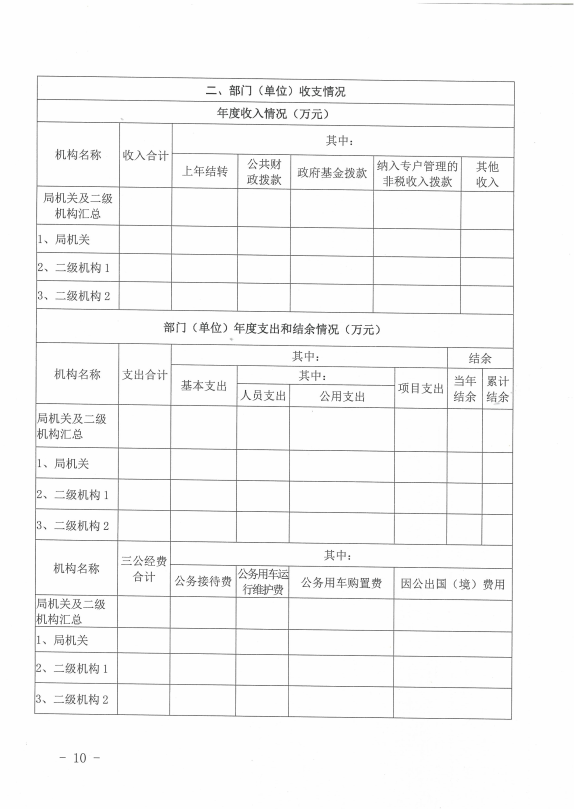 二、部门（单位）收支情况
年度收入情况（万元）
机构名称
收入合计
其中：
上年结转
公共财
政拨款
政府基金拨款
纳入专户管理的
非税收入拨款
其他
收入
局机关及二级
机构汇总
1、局机关
2、二级机构 1
3、二级机构 2
部门（单位）年度支出和结余情况（万元）
机构名称
支出合计
其中：
结余
基本支出
其中：
项目支出
当年
结余
累计
结余
人员支出
公用支出
局机关及二级
机构汇总
1、局机关
2、二级机构 1
3、二级机构 2
机构名称
三公经费
合计
其中：
公务接待费
公务用车运
行维护费
公务用车购置费
因公出国（境）费用
局机关及二级
机构汇总
1、局机关
2、二级机构 1
3、二级机构 2
－ 10 －